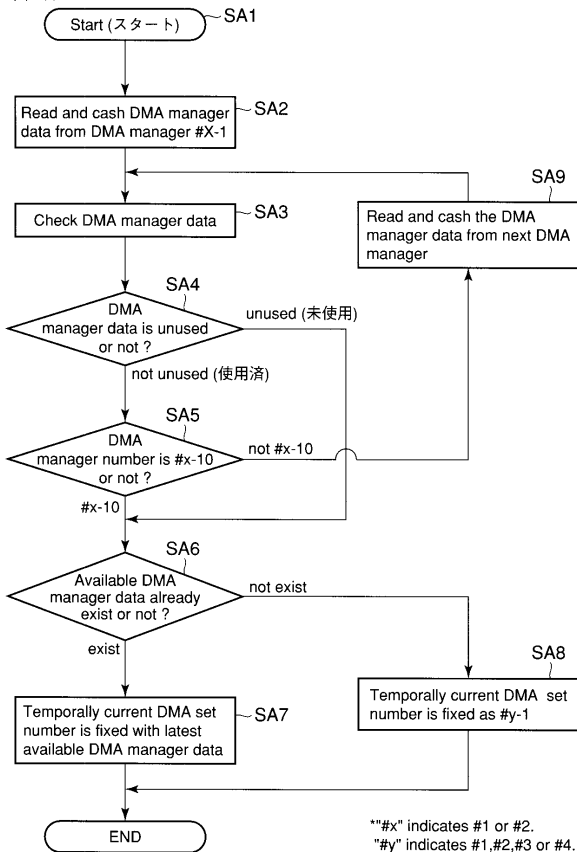 Start (スタート)
SA1
Read and cash DMA manager
data from DMA manager #X-1
SA2
SA9
Check DMA manager data
SA3
Read and cash the DMA
manager data from next DMA
manager
SA4
DMA
manager data is unused
or not ?
unused (未使用)
not unused (使用済)
SA5
DMA
manager number is #x-10
or not ?
not #x-10
#x-10
SA6
Available DMA
manager data already
exist or not ?
not exist
exist
SA8
Temporally current DMA set
number is fixed with latest
available DMA manager data
SA7
Temporally current DMA set
number is fixed as #y-1
END
*"#x" indicates #1 or #2.
"#y" indicates #1,#2,#3 or #4.